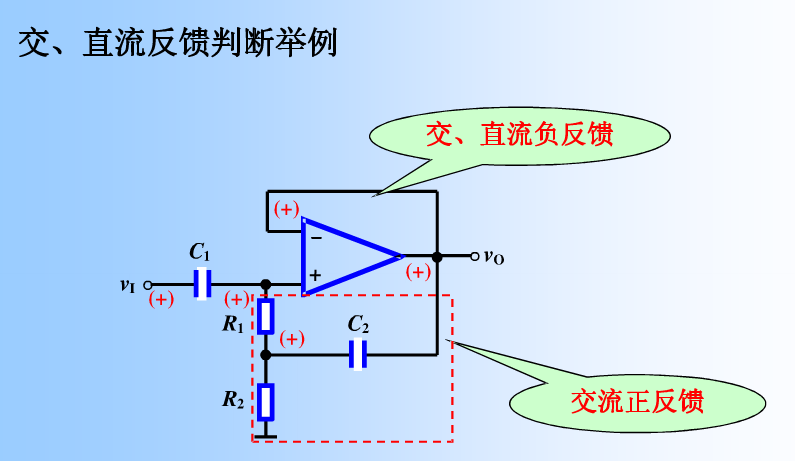 交、直流反馈判断举例
交、直流负反馈
(+)
C1
−
vO
+
(+)
vI
(+)
(+)
R1
C2
(+)
R2
交流正反馈